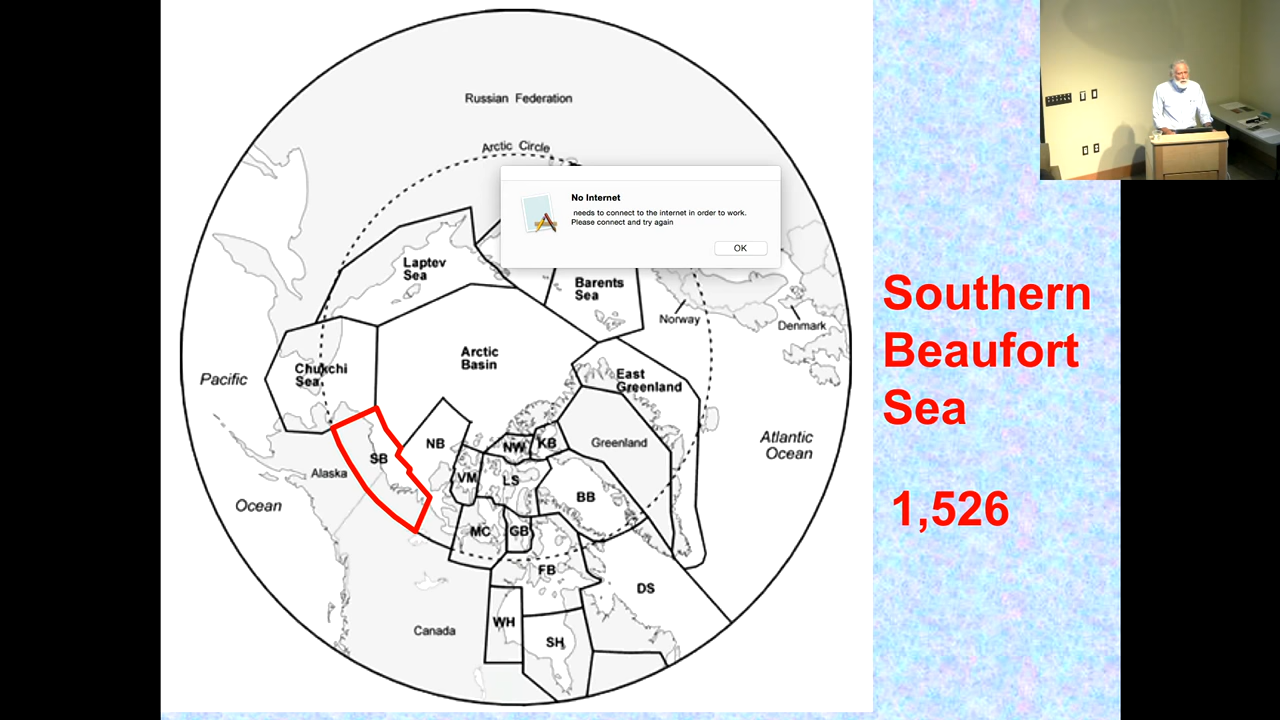 Russian Federation
Arctic Circle
No Internet
needs to connect to the internet in order to work.
Please connect and try again
OK
Laptev
Sea
Barents
Sea
Norway
Denmark
Chukchi
Sea
Arctic
Basin
East
Greenland
Pacific
Ocean
Alaska
SB
NB
VM
NW
KB
LS
Greenland
BB
MC
GB
FB
DS
WH
SH
Canada
Atlantic
Ocean
Southern
Beaufort
Sea
1,526